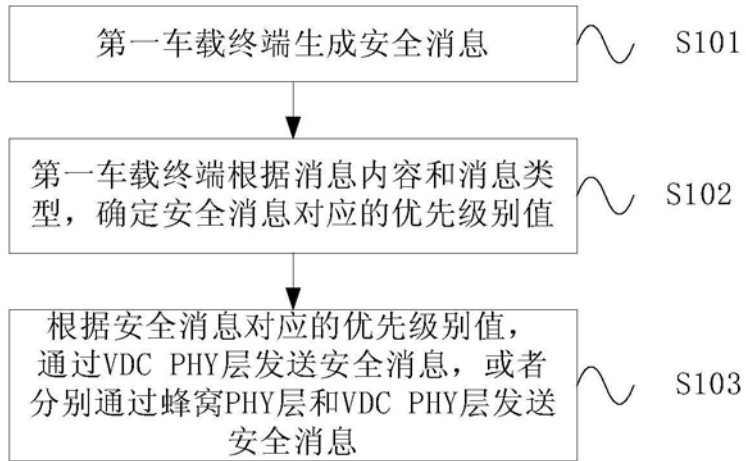 第一车载终端生成安全消息
S101
第一车载终端根据消息内容和消息类
型，确定安全消息对应的优先级别值
S102
根据安全消息对应的优先级别值，
通过VDC PHY层发送安全消息，或者
分别通过蜂窝PHY层和VDC PHY层发送
安全消息
S103